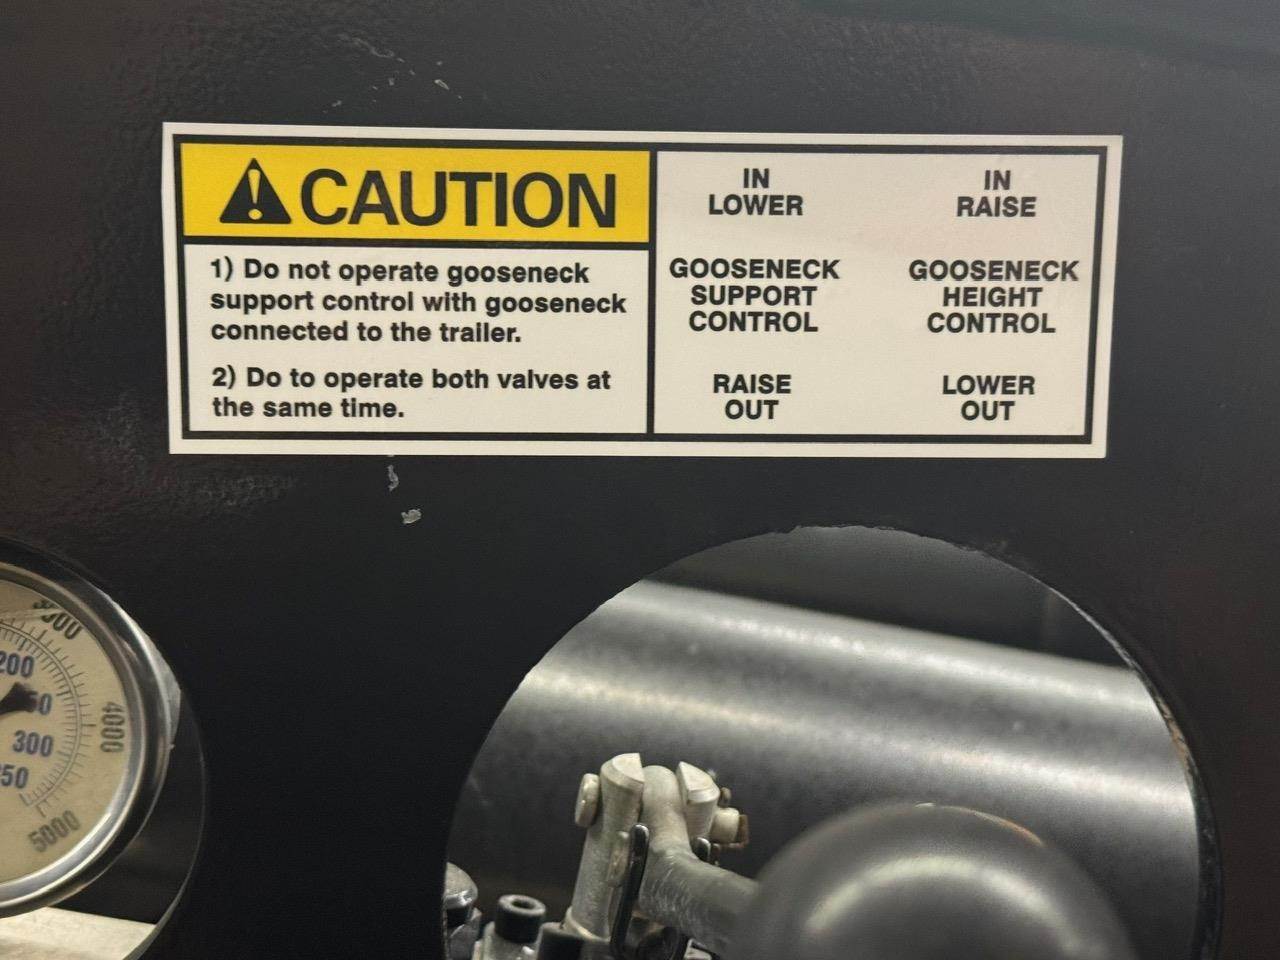 CAUTION
1) Do not operate gooseneck
support control with gooseneck
connected to the trailer.
2) Do to operate both valves at
the same time.
IN
LOWER
GOOSENECK
SUPPORT
CONTROL
RAISE
OUT
IN
RAISE
GOOSENECK
HEIGHT
CONTROL
LOWER
OUT
200
300
4000
5000